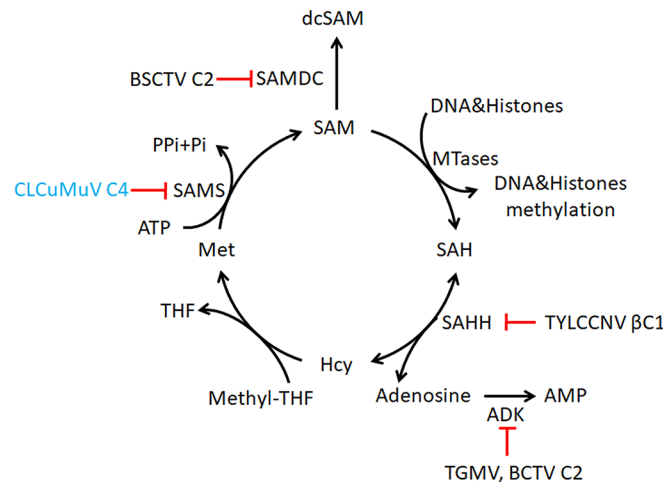 dcSAM
BSCTV C2
SAMDC
DNA&Histones
SAM
PPi+Pi
MTases
DNA&Histones
methylation
CLCuMuV C4
SAMS
ATP
Met
SAH
THF
SAHH
TYLCCNV βC1
Hcy
Methyl-THF
Adenosine
AMP
ADK
TGMV, BCTV C2